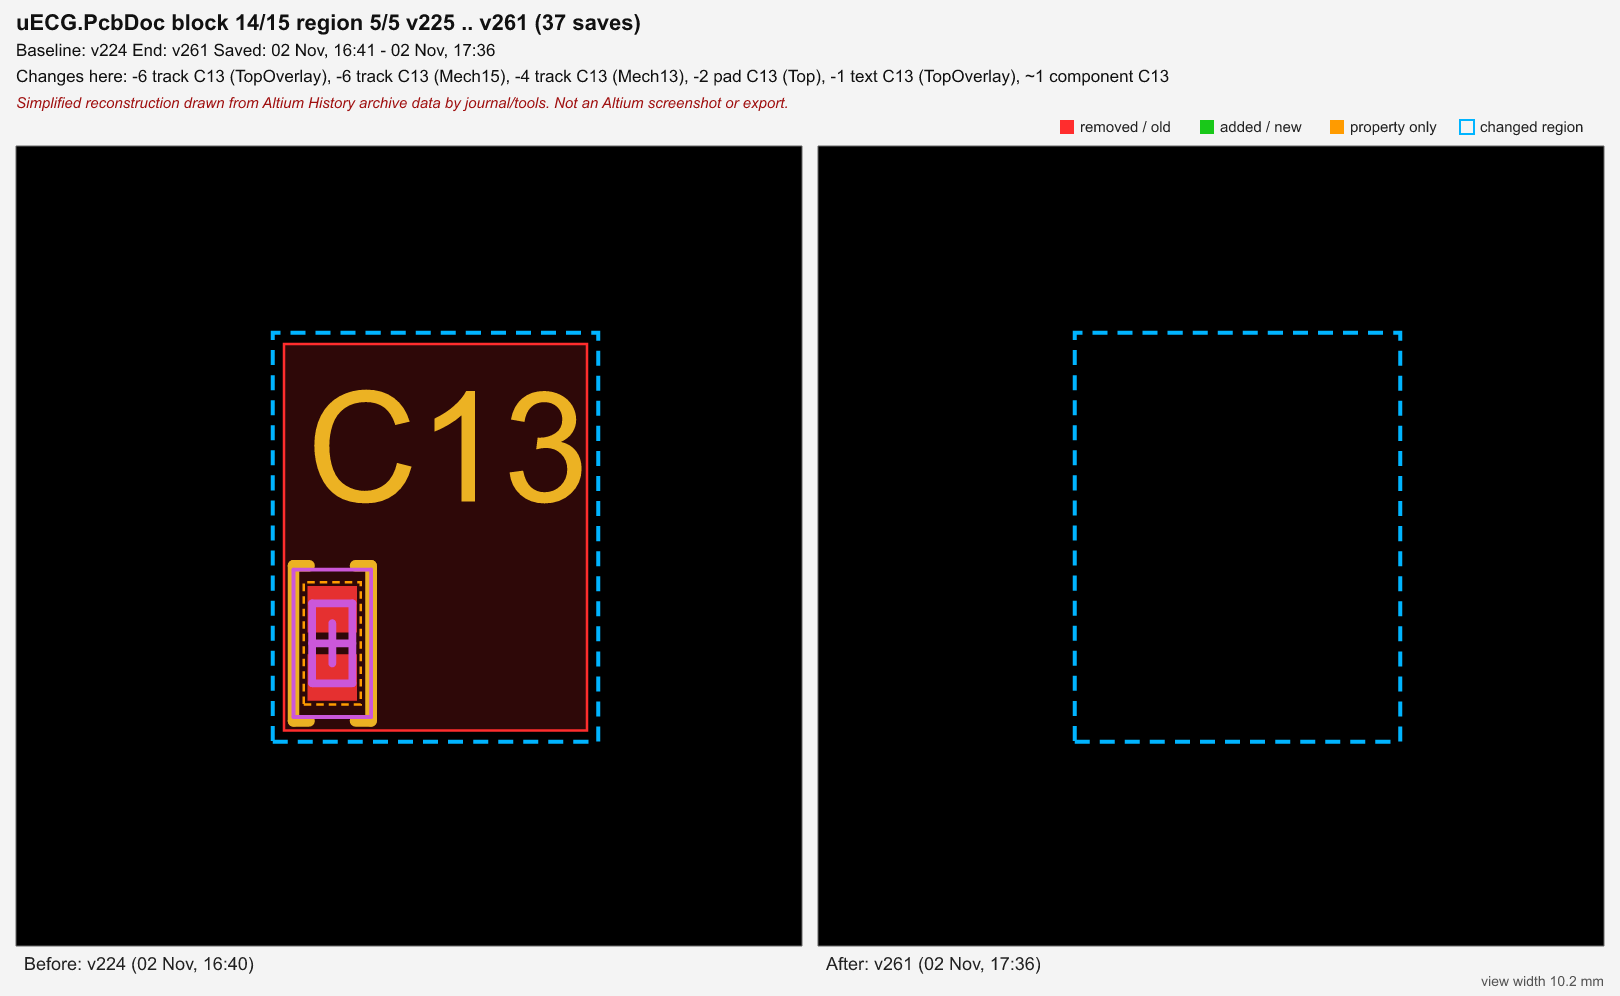 uECG.PcbDoc block 14/15 region 5/5 v225 .. v261 (37 saves)
Baseline: v224 End: v261 Saved: 02 Nov, 16:41 - 02 Nov, 17:36
Changes here: -6 track C13 (TopOverlay), -6 track C13 (Mech15), -4 track C13 (Mech13), -2 pad C13 (Top), -1 text C13 (TopOverlay), ~1 component C13
Simplified reconstruction drawn from Altium History archive data by journal/tools. Not an Altium screenshot or export.
removed / old
added / new
property only
changed region
C13
Before: v224 (02 Nov, 16:40)
After: v261 (02 Nov, 17:36)
view width 10.2 mm